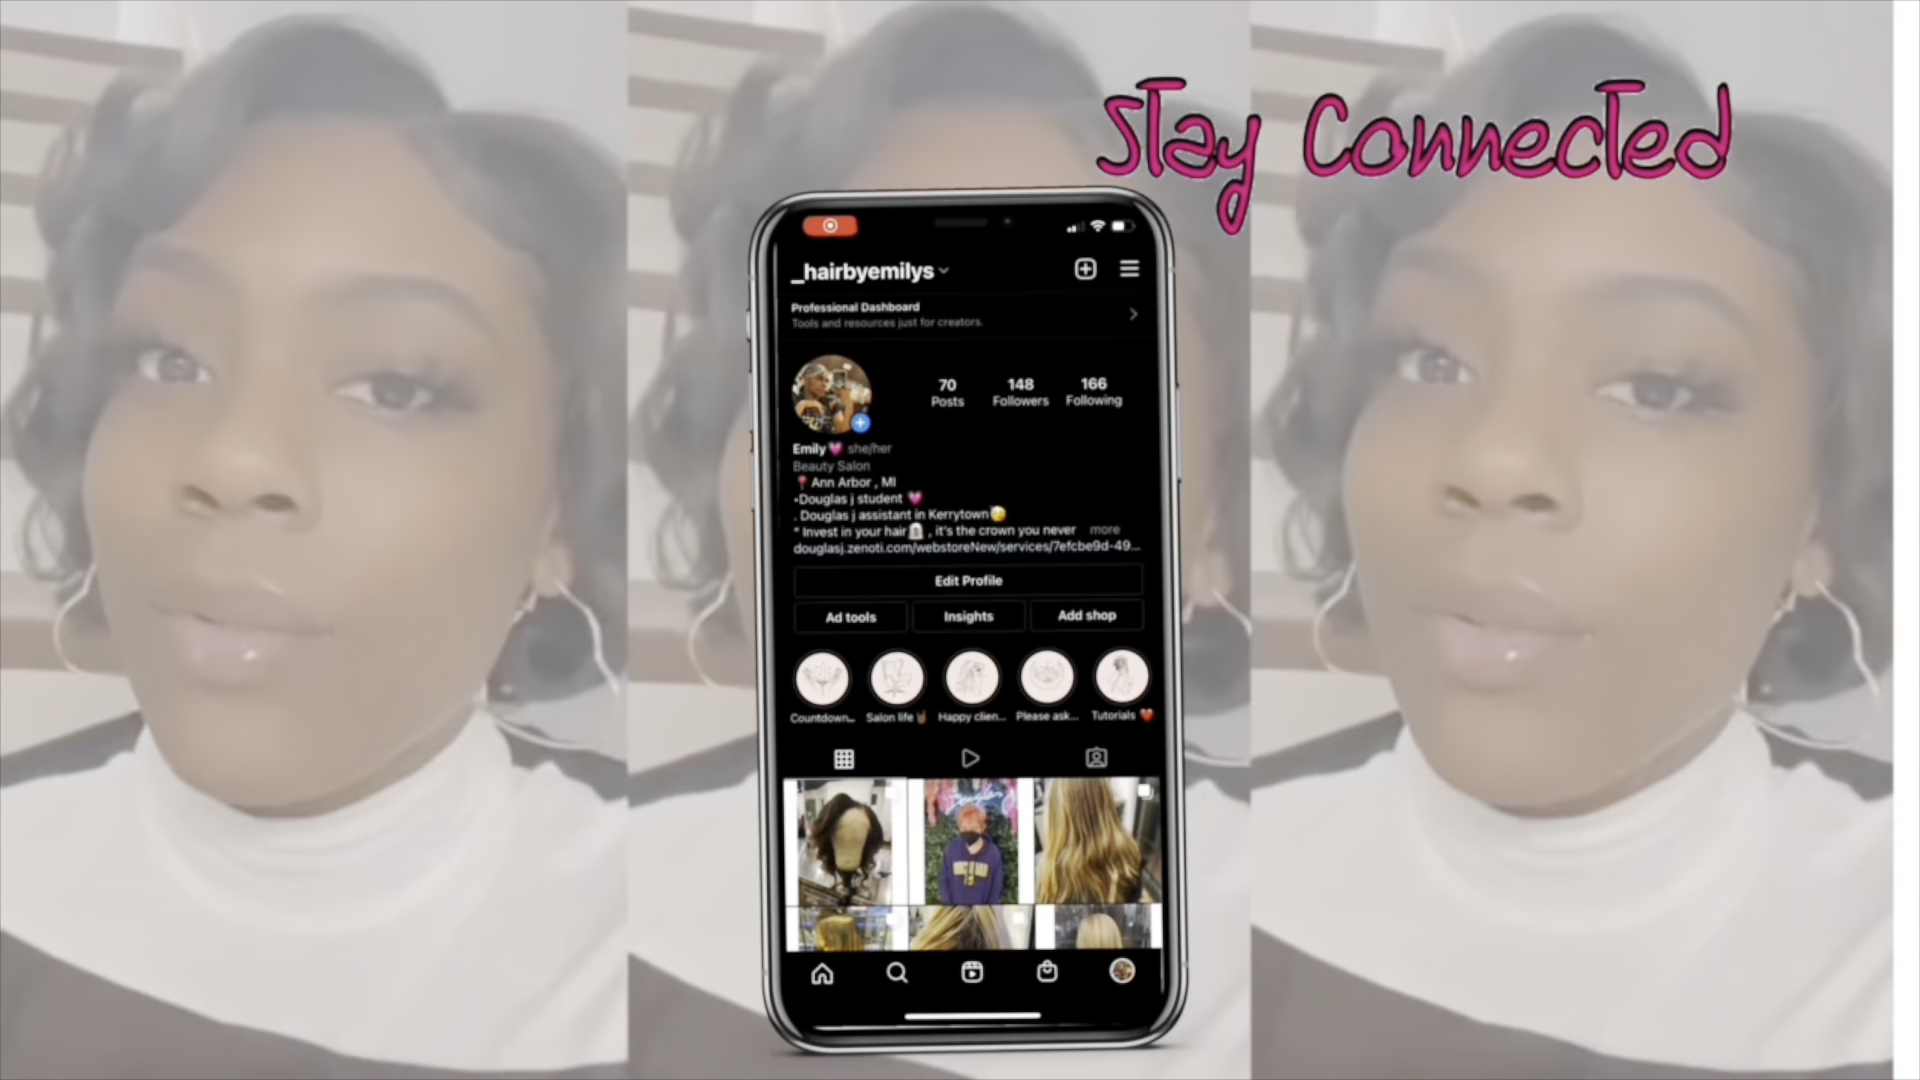 Stay Connected
_hairbyemilys
Professional Dashboard
Tools and resources just for creators.
70 148 166
Posts Followers Following
Emily💗 she/her
Beauty Salon
📍 Ann Arbor , MI
•Douglas j student 💗
. Douglas j assistant in Kerrytown
* Invest in your hair , it's the crown you never more
douglasj.zenoti.com/webstoreNew/services/7efcbe9d-49...
Edit Profile
Ad tools Insights Add shop
Countdown... Salon life Happy clien... Please ask... Tutorials ❤️
Douglas J